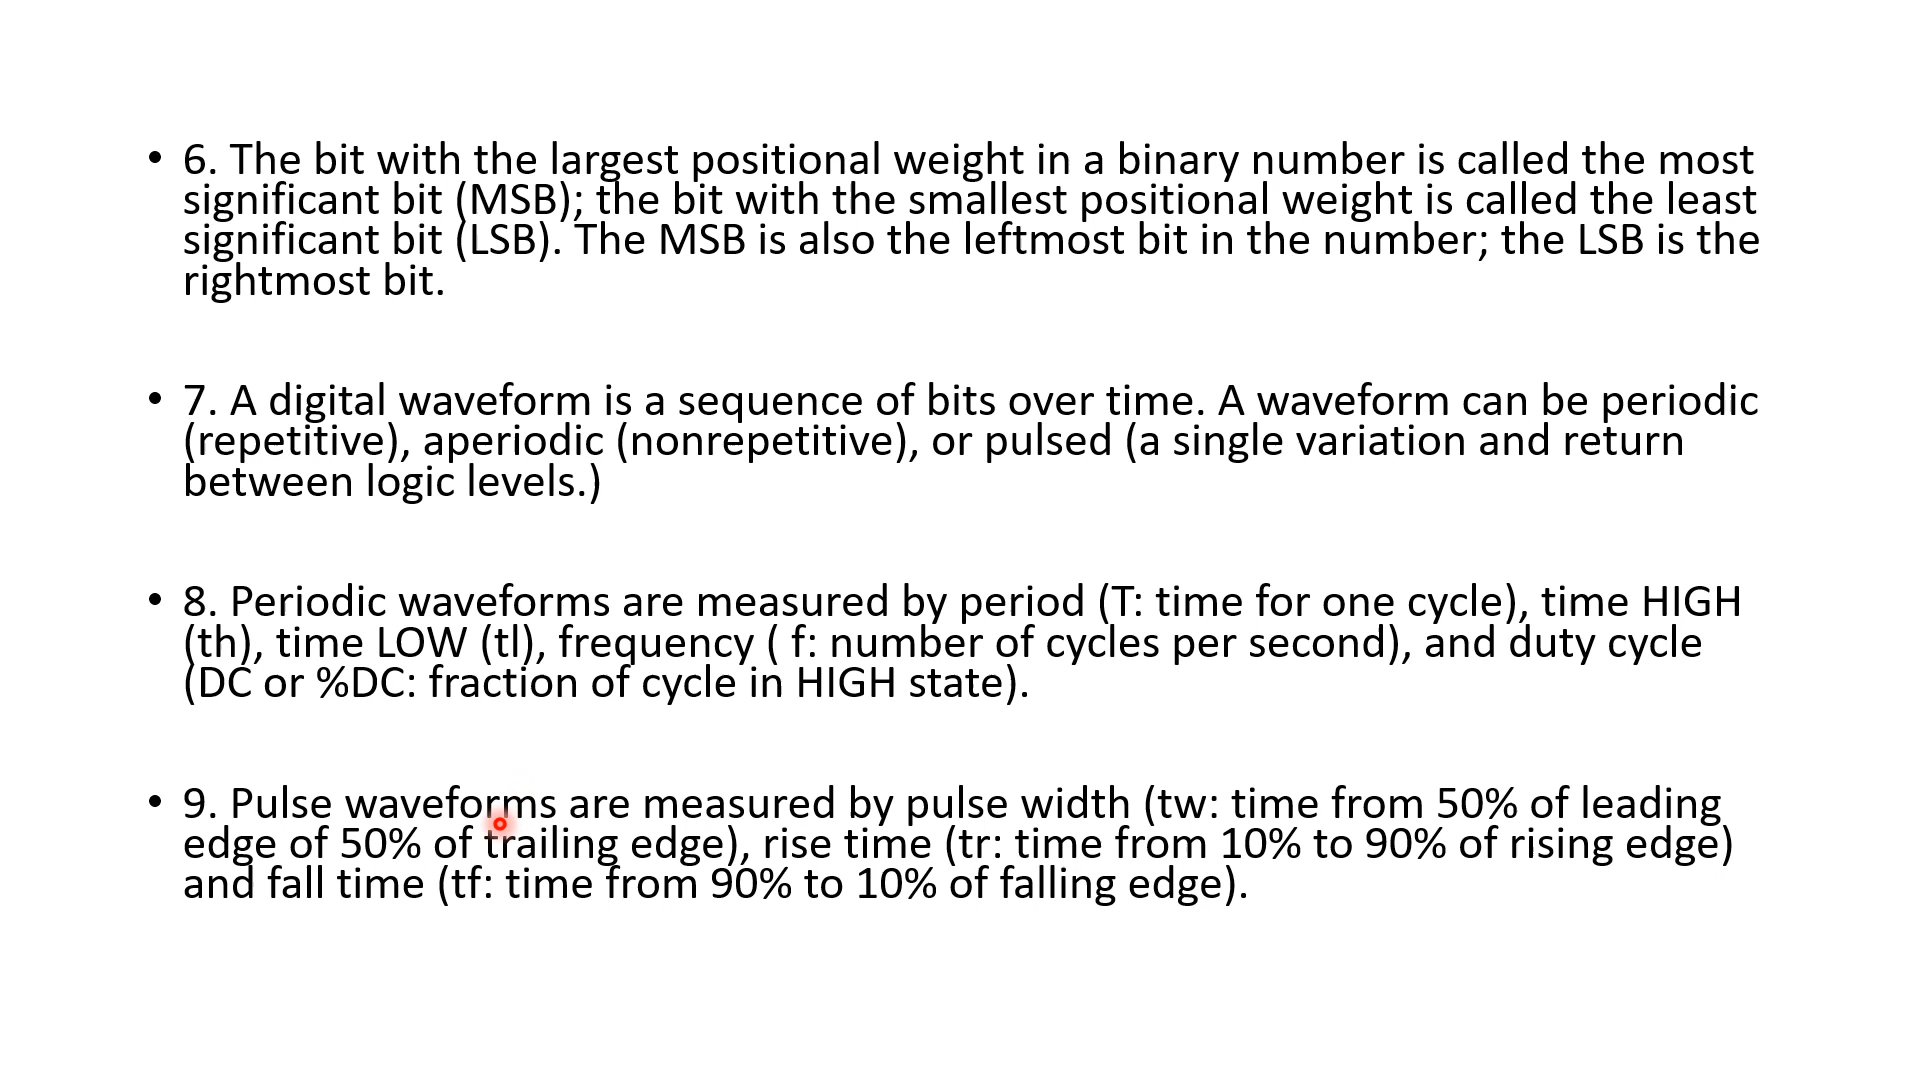 • 6. The bit with the largest positional weight in a binary number is called the most
significant bit (MSB); the bit with the smallest positional weight is called the least
significant bit (LSB). The MSB is also the leftmost bit in the number; the LSB is the
rightmost bit.
• 7. A digital waveform is a sequence of bits over time. A waveform can be periodic
(repetitive), aperiodic (nonrepetitive), or pulsed (a single variation and return
between logic levels.)
• 8. Periodic waveforms are measured by period (T: time for one cycle), time HIGH
(th), time LOW (tl), frequency ( f: number of cycles per second), and duty cycle
(DC or %DC: fraction of cycle in HIGH state).
• 9. Pulse waveforms are measured by pulse width (tw: time from 50% of leading
edge of 50% of trailing edge), rise time (tr: time from 10% to 90% of rising edge)
and fall time (tf: time from 90% to 10% of falling edge).